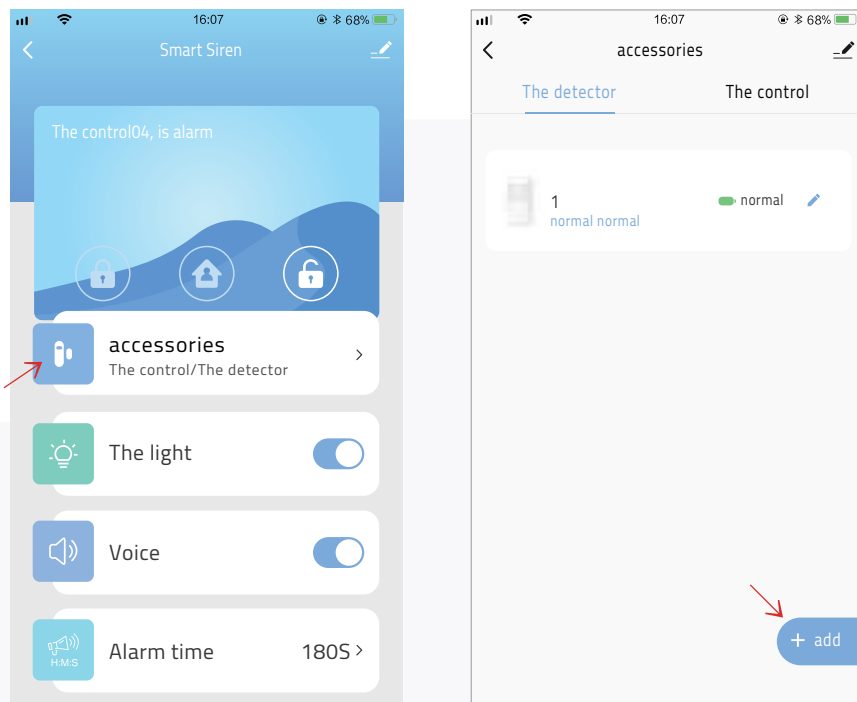 16:07
68%
Smart Siren
The control04, is alarm
accessories
The control/The detector
The light
Voice
H:M:S
Alarm time
180S
16:07
68%
accessories
The detector
The control
1
normal
normal normal
+ add